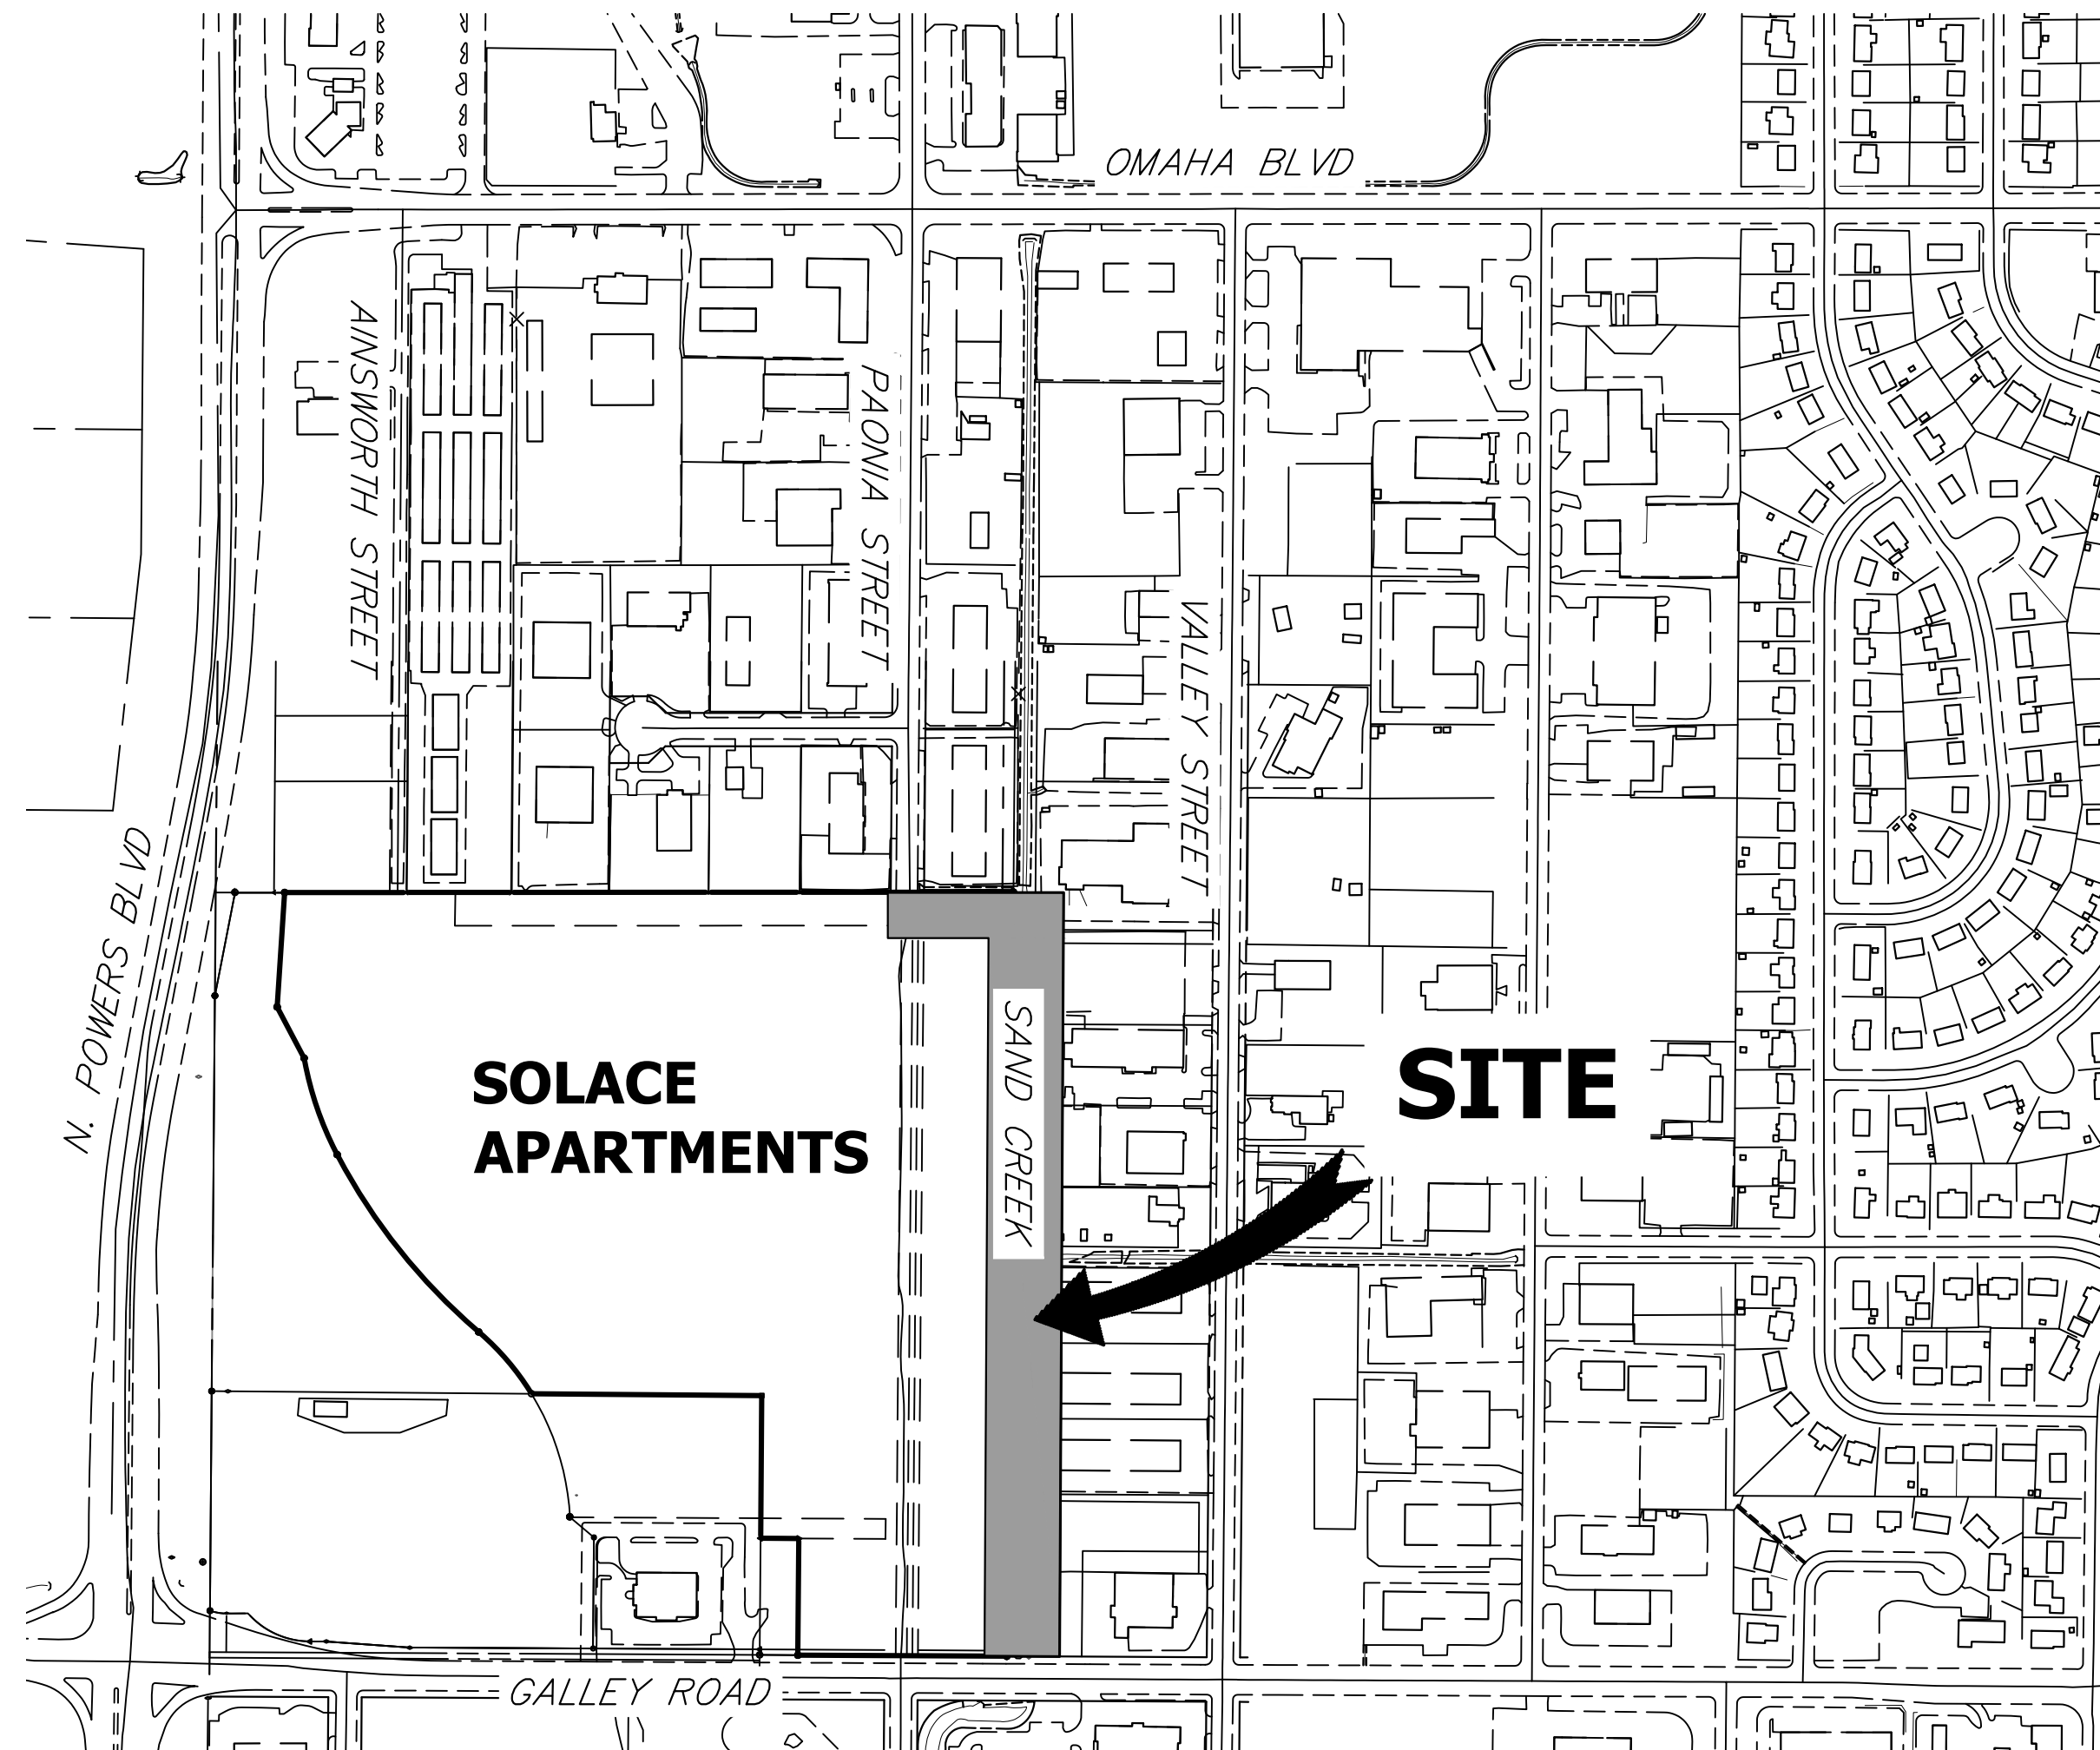 OMAHA BLVD
AINSWORTH STREET
PAONIA STREET
VALLEY STREET
N. POWERS BLVD
SAND CREEK
SOLACE
APARTMENTS
SITE
GALLEY ROAD